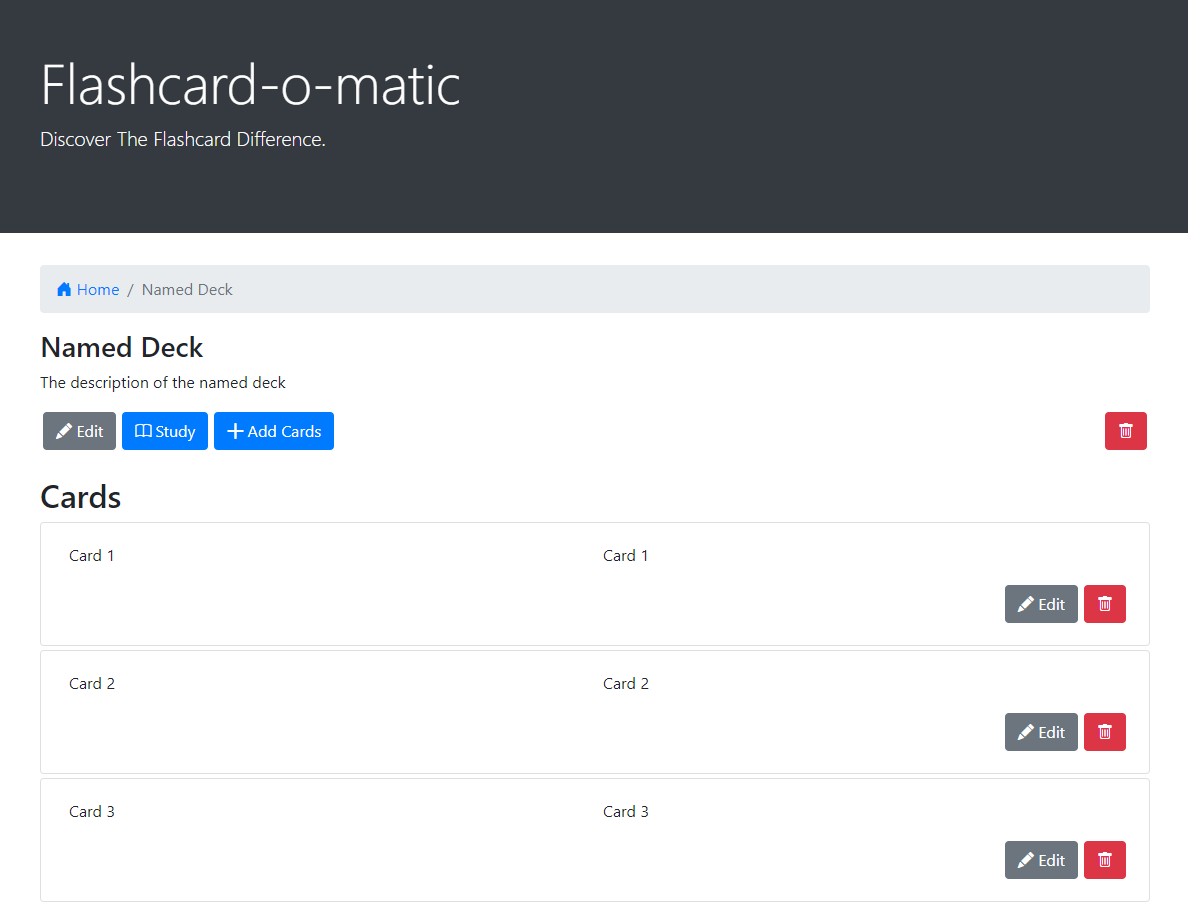 Flashcard-o-matic
Discover The Flashcard Difference.
Home / Named Deck
Named Deck
The description of the named deck
Edit Study Add Cards
Cards
Card 1 Card 1
Edit
Card 2 Card 2
Edit
Card 3 Card 3
Edit